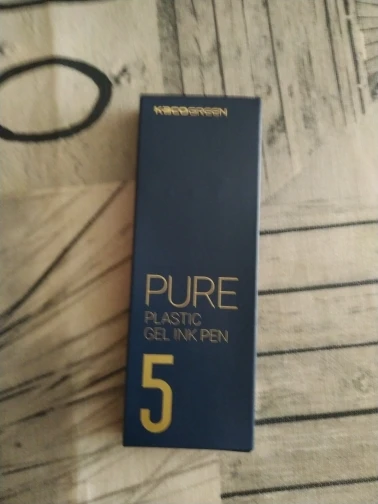 KACOGREEN
PURE
PLASTIC
GEL INK PEN
5